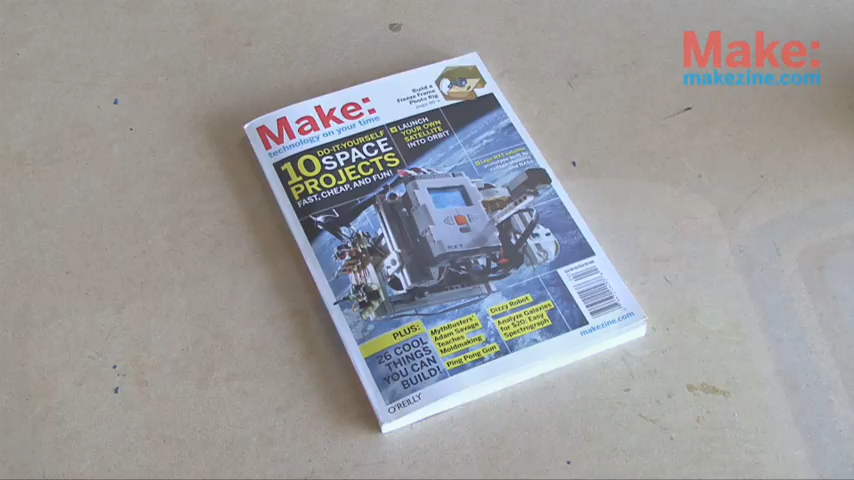 Make:
makezine.com
Build a
Freeze Frame
Photo Rig
Make:
technology on your time
10 DO-IT-YOURSELF
SPACE
PROJECTS
FAST, CHEAP, AND FUN!
LAUNCH
YOUR OWN
SATELLITE
INTO ORBIT
PLUS:
26 COOL
THINGS
YOU CAN
BUILD!
MythBusters'
Adam Savage
Teaches
Moldmaking
Ping Pong Gun
Dizzy Robot
Analyze Galaxies
for $20: Easy
Spectrograph
makezine.com
O'REILLY